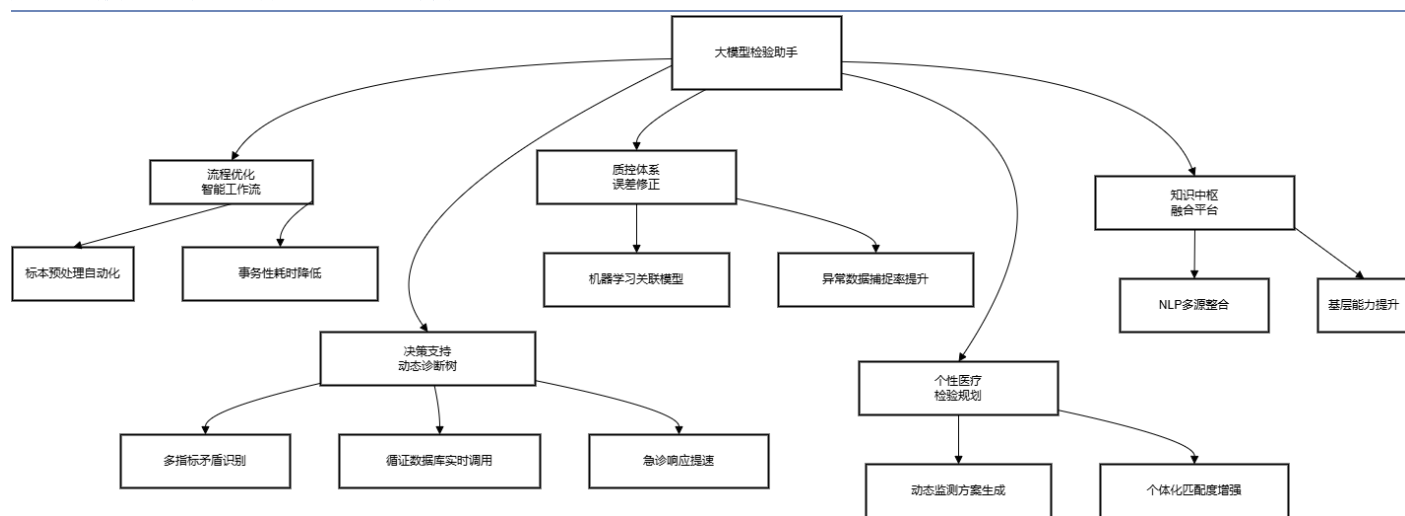 大模型检验助手
流程优化
智能工作流
质控体系
误差修正
知识中枢
融合平台
标本预处理自动化
事务性耗时降低
机器学习关联模型
异常数据捕捉率提升
NLP多源整合
基层能力提升
决策支持
动态诊断树
个性医疗
检验规划
多指标矛盾识别
循证数据库实时调用
急诊响应提速
动态监测方案生成
个体化匹配度增强